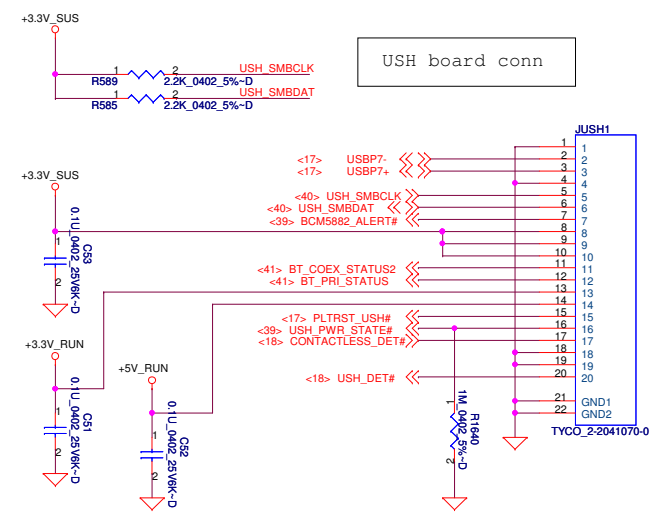 +3.3V_SUS
USH board conn
1 2 USH_SMBCLK
R589 2.2K_0402_5%~D
1 2 USH_SMBDAT
R585 2.2K_0402_5%~D
JUSH1
1 1
<17> USBP7- 2 2
<17> USBP7+ 3 3
4 4
+3.3V_SUS
<40> USH_SMBCLK 5 5
<40> USH_SMBDAT 6 6
<39> BCM5882_ALERT# 7 7
8 8
9 9
10 10
1 2 C53 0.1U_0402_25V6K~D
<41> BT_COEX_STATUS2 11 11
<41> BT_PRI_STATUS 12 12
13 13
14 14
<17> PLTRST_USH# 15 15
<39> USH_PWR_STATE# 16 16
<18> CONTACTLESS_DET# 17 17
18 18
19 19
<18> USH_DET# 20 20
21 GND1
22 GND2
TYCO_2-2041070-0
+3.3V_RUN
1 2 C51 0.1U_0402_25V6K~D
+5V_RUN
1 2 C52 0.1U_0402_25V6K~D
1 2 R1640 1M_0402_5%~D